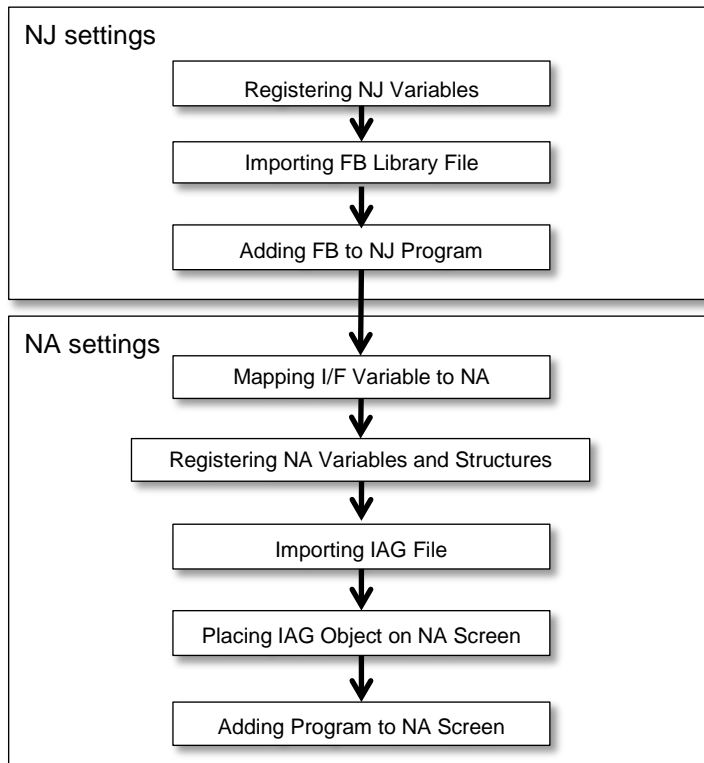 NJ settings
Registering NJ Variables
Importing FB Library File
Adding FB to NJ Program
NA settings
Mapping I/F Variable to NA
Registering NA Variables and Structures
Importing IAG File
Placing IAG Object on NA Screen
Adding Program to NA Screen